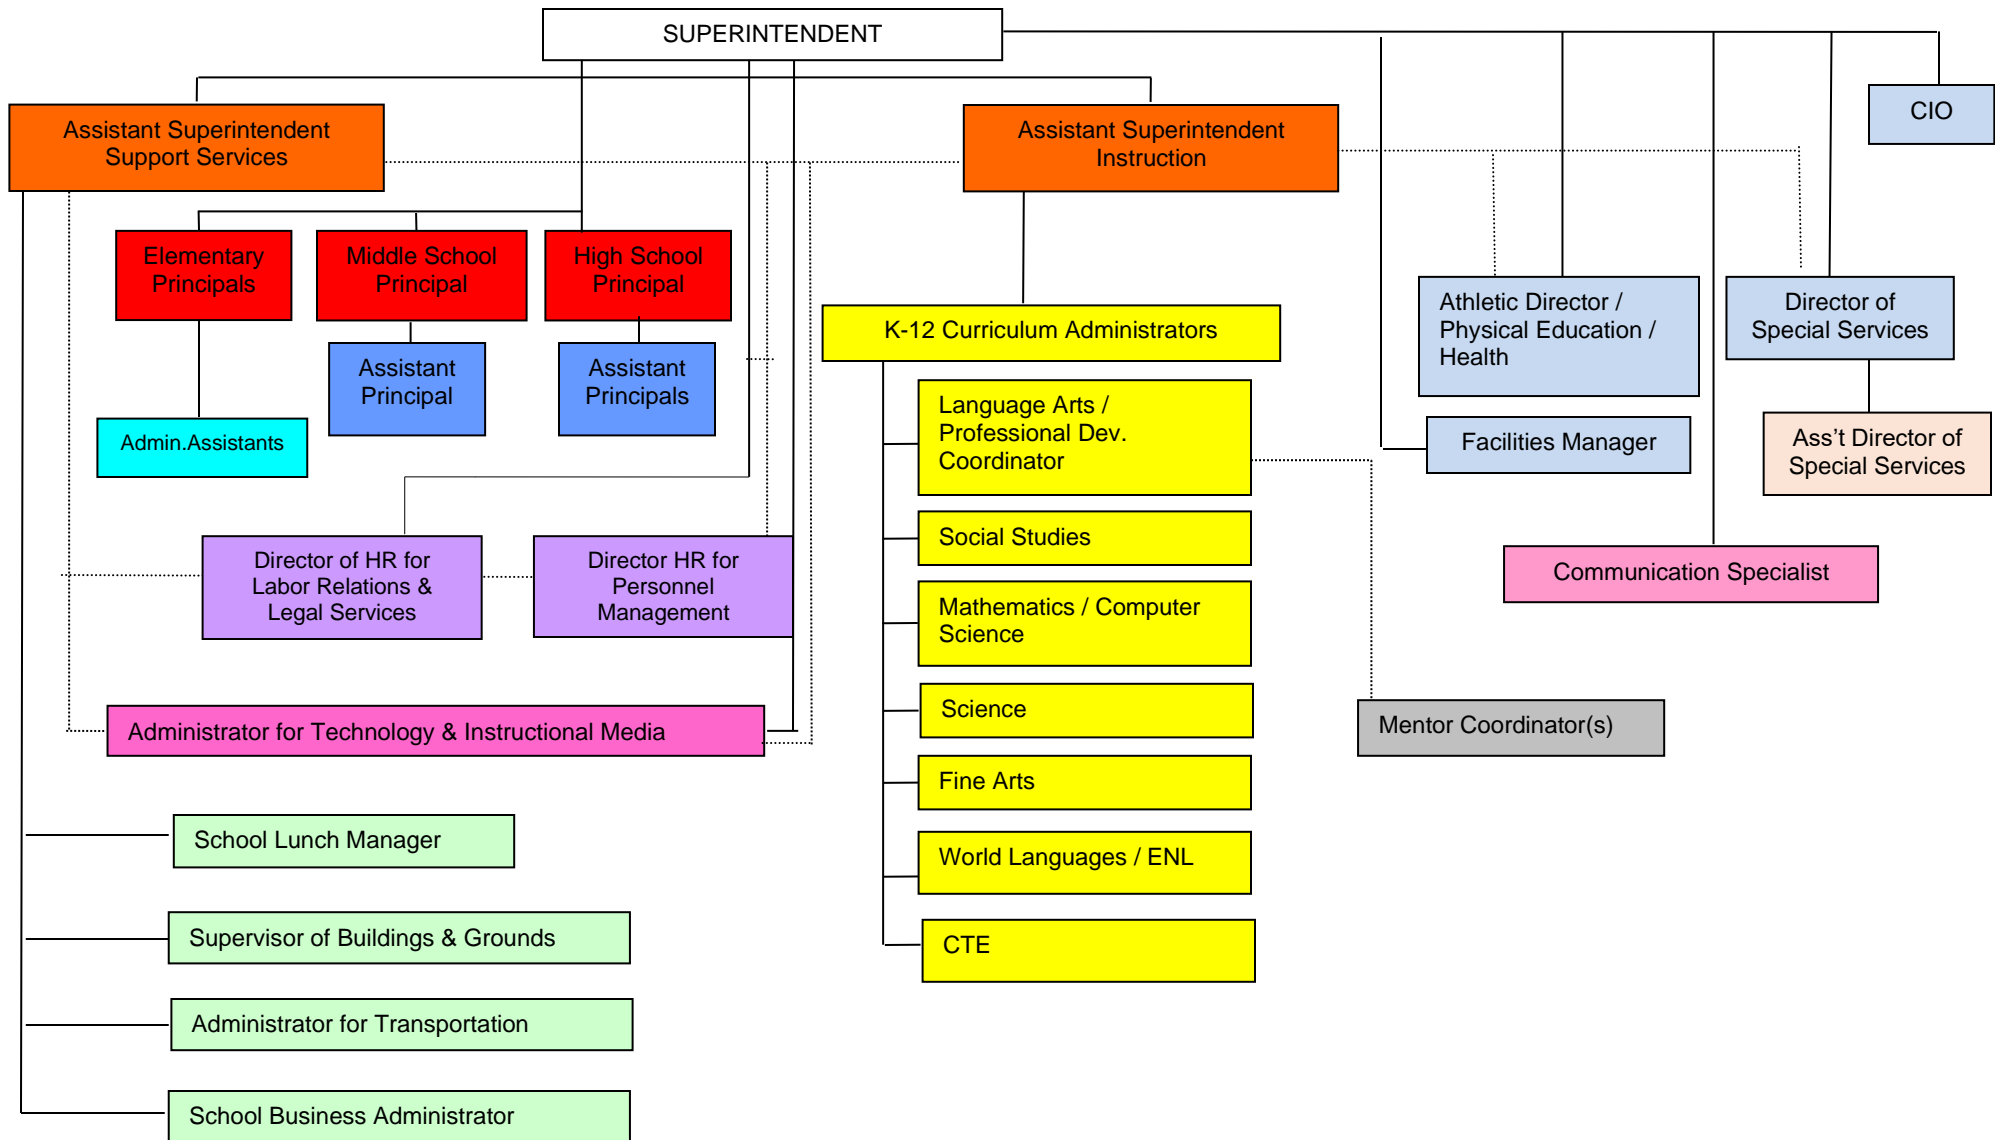 SUPERINTENDENT
CIO
Assistant Superintendent
Support Services
Assistant Superintendent
Instruction
Elementary
Principals
Middle School
Principal
High School
Principal
Athletic Director /
Physical Education /
Health
Director of
Special Services
K-12 Curriculum Administrators
Assistant
Principal
Assistant
Principals
Admin.Assistants
Language Arts /
Professional Dev.
Coordinator
Facilities Manager
Ass’t Director of
Special Services
Director of HR for
Labor Relations &
Legal Services
Director HR for
Personnel
Management
Social Studies
Communication Specialist
Mathematics / Computer
Science
Administrator for Technology & Instructional Media
Science
Mentor Coordinator(s)
Fine Arts
School Lunch Manager
World Languages / ENL
Supervisor of Buildings & Grounds
CTE
Administrator for Transportation
School Business Administrator